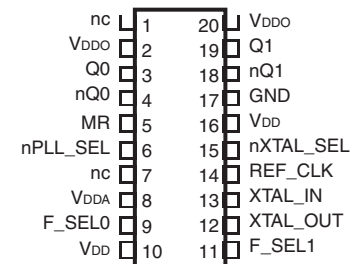 nc 1 20 VDDO
VDDO 2 19 Q1
Q0 3 18 nQ1
nQ0 4 17 GND
MR 5 16 VDD
nPLL_SEL 6 15 nXTAL_SEL
nc 7 14 REF_CLK
VDDA 8 13 XTAL_IN
F_SEL0 9 12 XTAL_OUT
VDD 10 11 F_SEL1